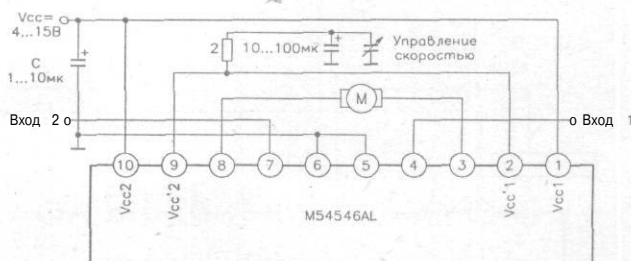 Vcc=
4...15В
+
C
1...10мк
2
10...100мк
+
Управление
скоростью
M
Вход 2
Вход 1
10 9 8 7 6 5 4 3 2 1
Vcc2
Vcc'2
Vcc'1
Vcc1
M54546AL